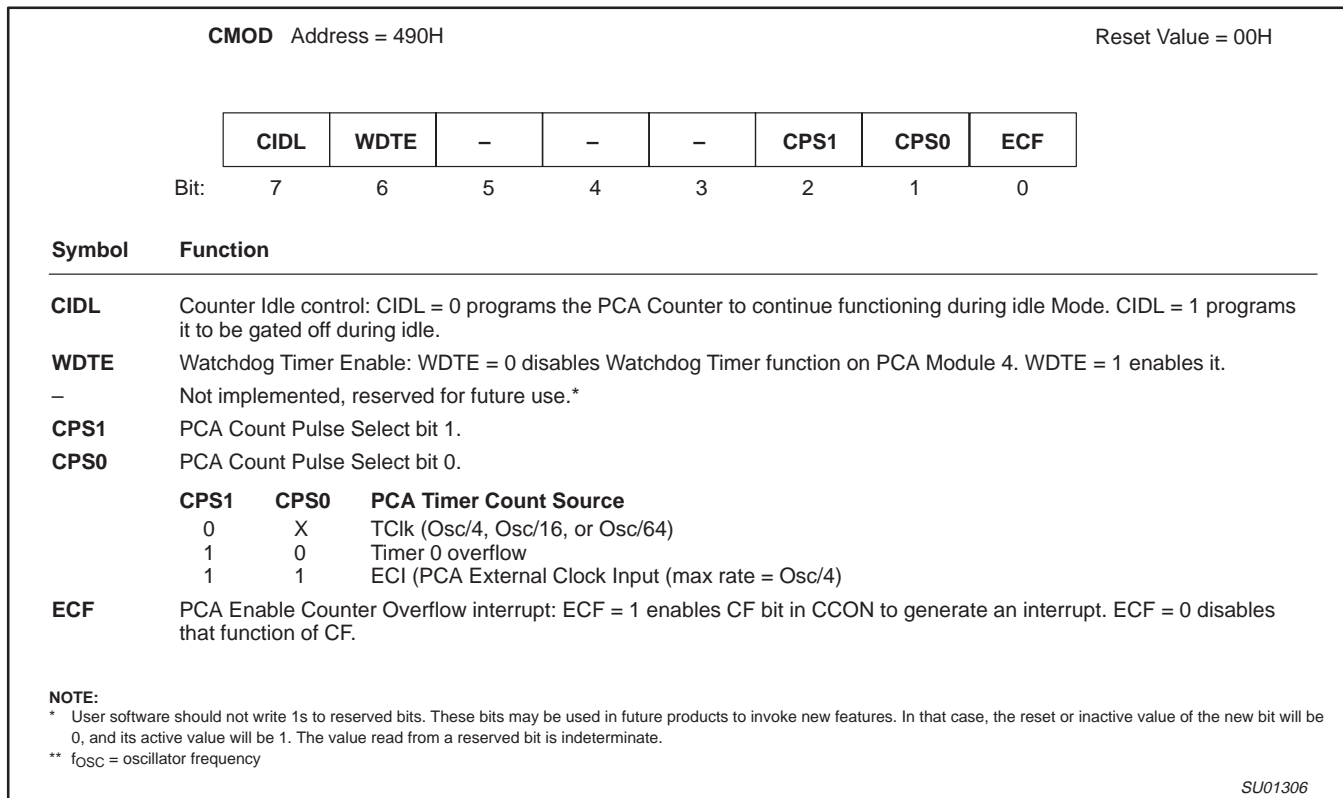 CMOD Address = 490H Reset Value = 00H
CIDL WDTE – – – CPS1 CPS0 ECF
Bit: 7 6 5 4 3 2 1 0
Symbol Function
CIDL Counter Idle control: CIDL = 0 programs the PCA Counter to continue functioning during idle Mode. CIDL = 1 programs
it to be gated off during idle.
WDTE Watchdog Timer Enable: WDTE = 0 disables Watchdog Timer function on PCA Module 4. WDTE = 1 enables it.
– Not implemented, reserved for future use.*
CPS1 PCA Count Pulse Select bit 1.
CPS0 PCA Count Pulse Select bit 0.
CPS1 CPS0 PCA Timer Count Source
0 X TClk (Osc/4, Osc/16, or Osc/64)
1 0 Timer 0 overflow
1 1 ECI (PCA External Clock Input (max rate = Osc/4)
ECF PCA Enable Counter Overflow interrupt: ECF = 1 enables CF bit in CCON to generate an interrupt. ECF = 0 disables
that function of CF.
NOTE:
* User software should not write 1s to reserved bits. These bits may be used in future products to invoke new features. In that case, the reset or inactive value of the new bit will be
0, and its active value will be 1. The value read from a reserved bit is indeterminate.
** fOSC = oscillator frequency
SU01306